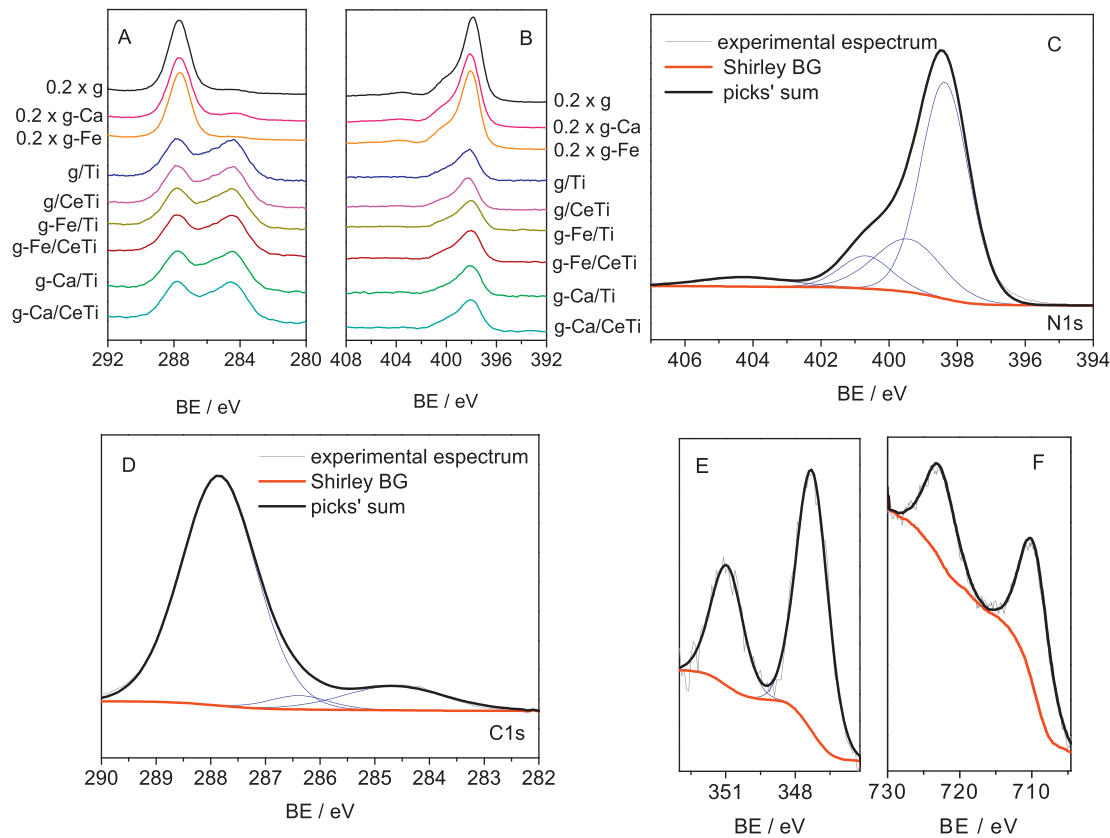 A
0.2 x g
0.2 x g-Ca
0.2 x g-Fe
g/Ti
g/CeTi
g-Fe/Ti
g-Fe/CeTi
g-Ca/Ti
g-Ca/CeTi
292 288 284 280
BE / eV
B
0.2 x g
0.2 x g-Ca
0.2 x g-Fe
g/Ti
g/CeTi
g-Fe/Ti
g-Fe/CeTi
g-Ca/Ti
g-Ca/CeTi
408 404 400 396 392
BE / eV
C
experimental espectrum
Shirley BG
picks' sum
N1s
406 404 402 400 398 396 394
BE / eV
D
experimental espectrum
Shirley BG
picks' sum
C1s
290 289 288 287 286 285 284 283 282
BE / eV
E
351 348
BE / eV
F
730 720 710
BE / eV